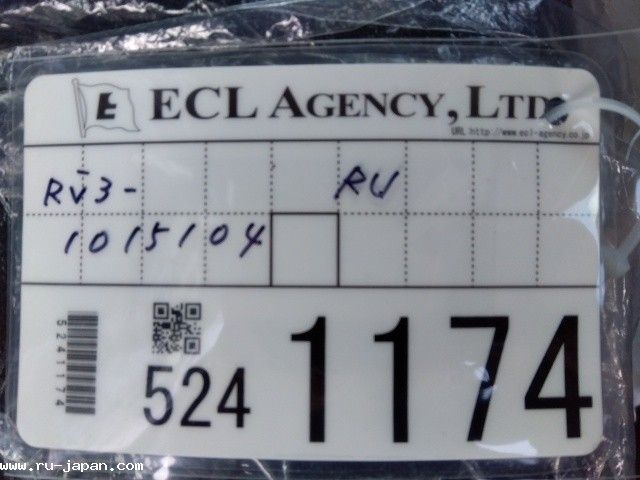 E ECL AGENCY, LTD.
URL http://www.ecl-agency.co.jp
RV3- RU
1015104
52411174
524 1174
www.ru-japan.com